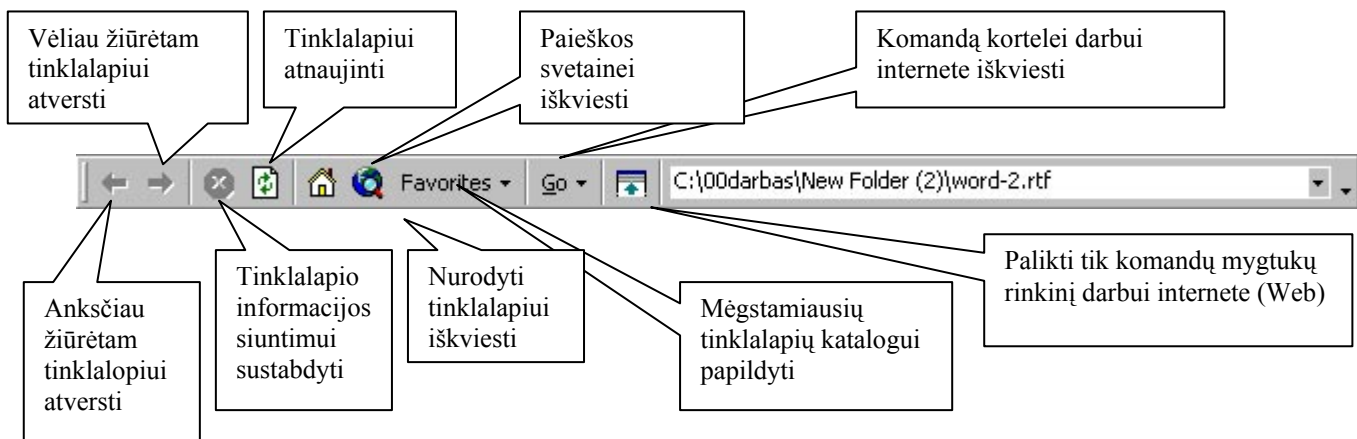 Vėliau žiūrėtam
tinklalapiui
atversti
Tinklalapiui
atnaujinti
Paieškos
svetainei
iškviesti
Komandą kortelei darbui
internete iškviesti
Favorites
Go
C:\00darbas\New Folder (2)\word-2.rtf
Anksčiau
žiūrėtam
tinklalopiui
atversti
Tinklalapio
informacijos
siuntimui
sustabdyti
Nurodyti
tinklalapiui
iškviesti
Mėgstamiausių
tinklalapių katalogui
papildyti
Palikti tik komandų mygtukų
rinkinį darbui internete (Web)